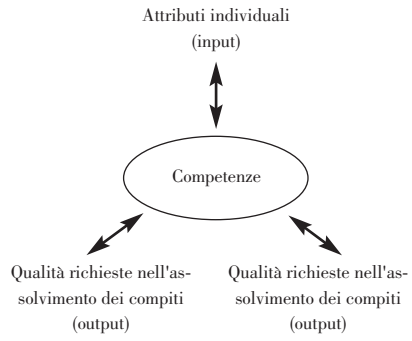 Attributi individuali
(input)
Competenze
Qualità richieste nell'as-
solvimento dei compiti
(output)
Qualità richieste nell'as-
solvimento dei compiti
(output)